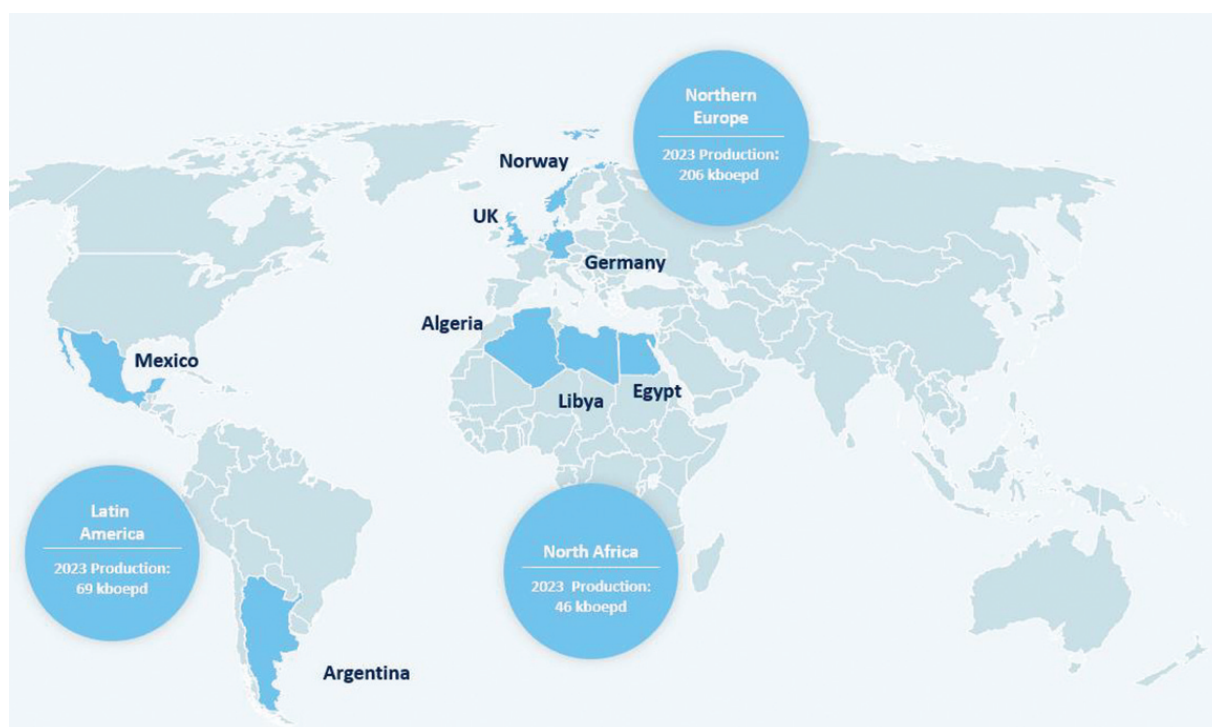 Northern
Europe
2023 Production:
206 kboepd
Norway
UK
Germany
Algeria
Mexico
Libya
Egypt
Latin
America
2023 Production:
69 kboepd
North Africa
2023 Production:
46 kboepd
Argentina